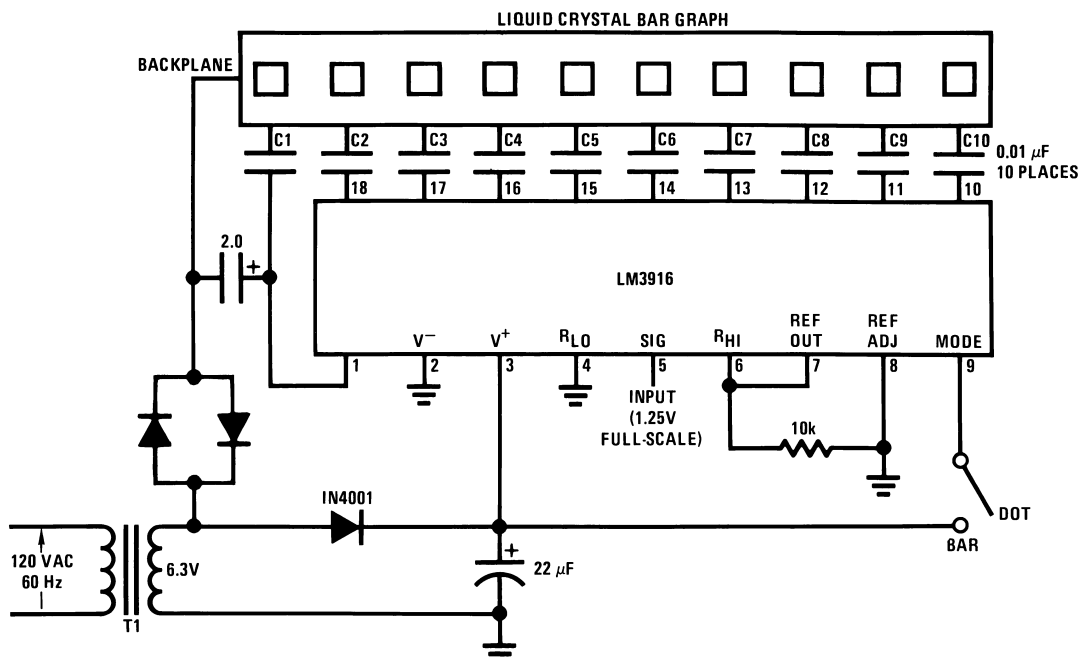 LIQUID CRYSTAL BAR GRAPH
BACKPLANE
C1 C2 C3 C4 C5 C6 C7 C8 C9 C10
0.01 μF
10 PLACES
18 17 16 15 14 13 12 11 10
2.0
+
LM3916
V− V+ RLO SIG RHI REF OUT REF ADJ MODE
1 2 3 4 5 6 7 8 9
INPUT
(1.25V
FULL-SCALE)
10k
DOT
BAR
IN4001
+
22 μF
120 VAC
60 Hz
6.3V
T1